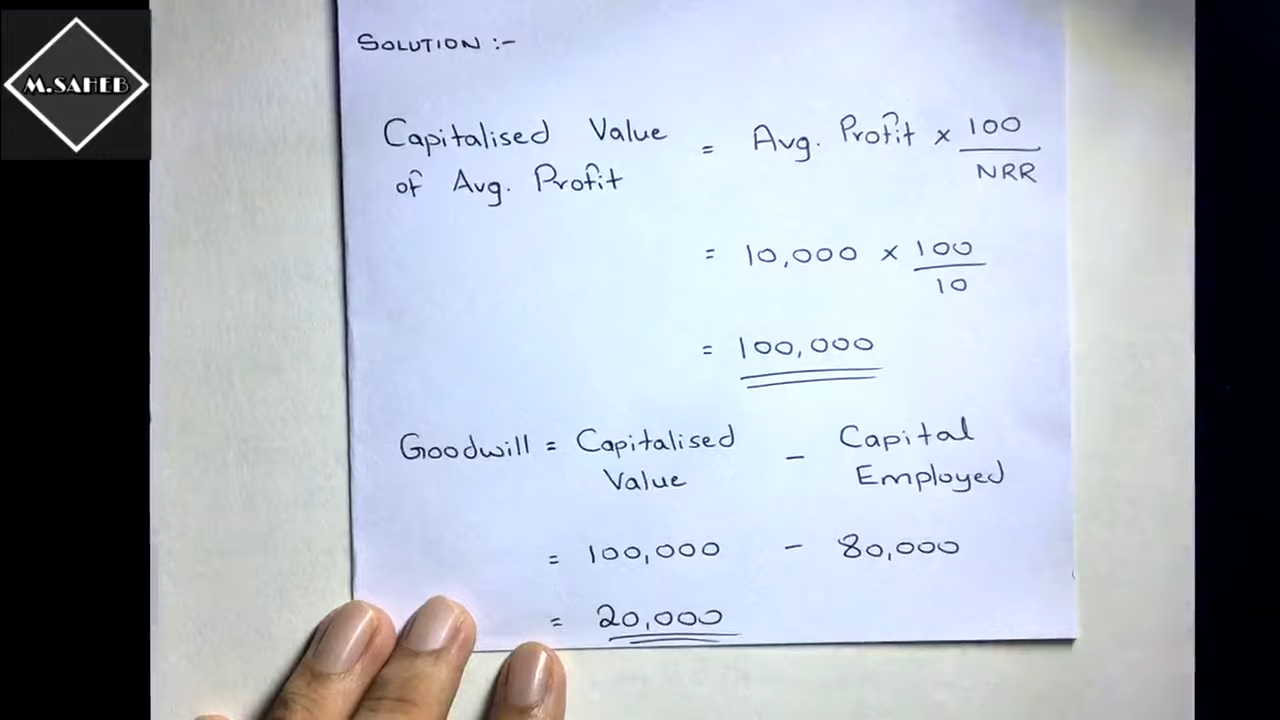 M.SAHEB
SOLUTION :-
Capitalised Value of Avg. Profit = Avg. Profit × 100 / NRR
= 10,000 × 100 / 10
= 100,000
Goodwill = Capitalised Value - Capital Employed
= 100,000 - 80,000
= 20,000